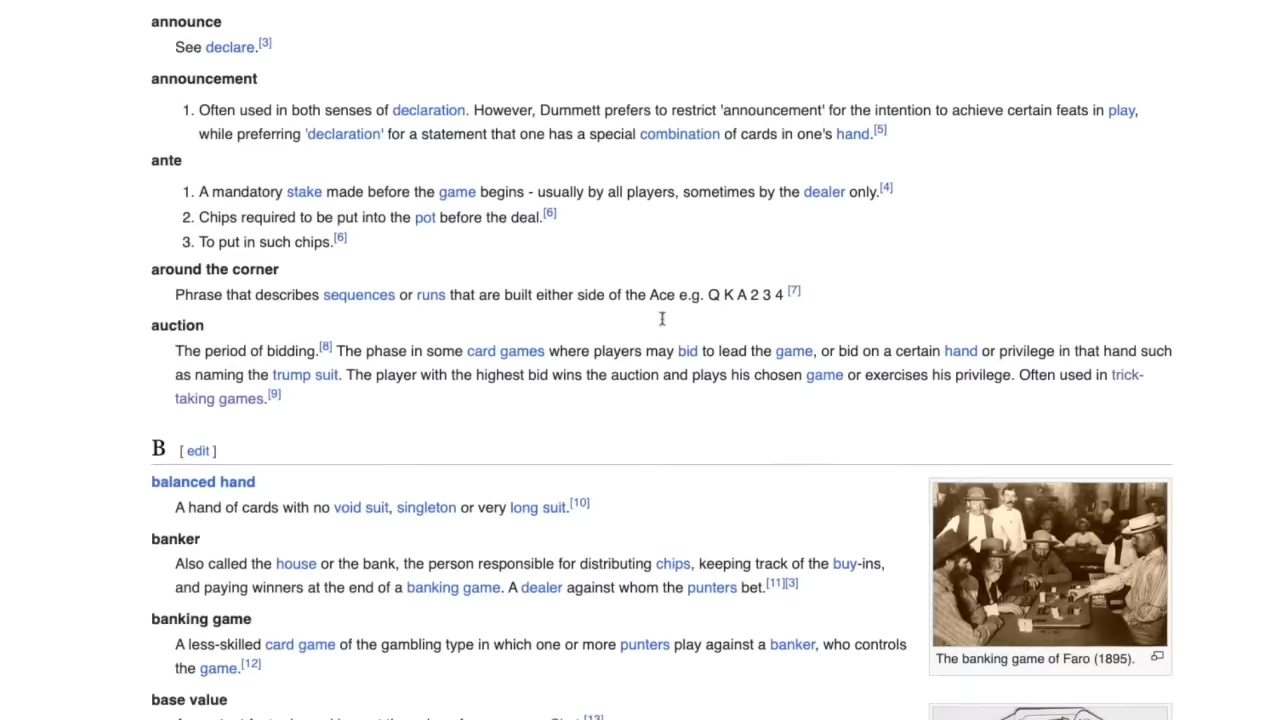 announce
See declare.[3]
announcement
1. Often used in both senses of declaration. However, Dummett prefers to restrict 'announcement' for the intention to achieve certain feats in play,
while preferring 'declaration' for a statement that one has a special combination of cards in one's hand.[5]
ante
1. A mandatory stake made before the game begins - usually by all players, sometimes by the dealer only.[4]
2. Chips required to be put into the pot before the deal.[6]
3. To put in such chips.[6]
around the corner
Phrase that describes sequences or runs that are built either side of the Ace e.g. Q K A 2 3 4 [7]
auction
The period of bidding.[8] The phase in some card games where players may bid to lead the game, or bid on a certain hand or privilege in that hand such
as naming the trump suit. The player with the highest bid wins the auction and plays his chosen game or exercises his privilege. Often used in trick-
taking games.[9]
B [ edit ]
balanced hand
A hand of cards with no void suit, singleton or very long suit.[10]
banker
Also called the house or the bank, the person responsible for distributing chips, keeping track of the buy-ins,
and paying winners at the end of a banking game. A dealer against whom the punters bet.[11][3]
banking game
A less-skilled card game of the gambling type in which one or more punters play against a banker, who controls
the game.[12]
The banking game of Faro (1895).
base value
[13]